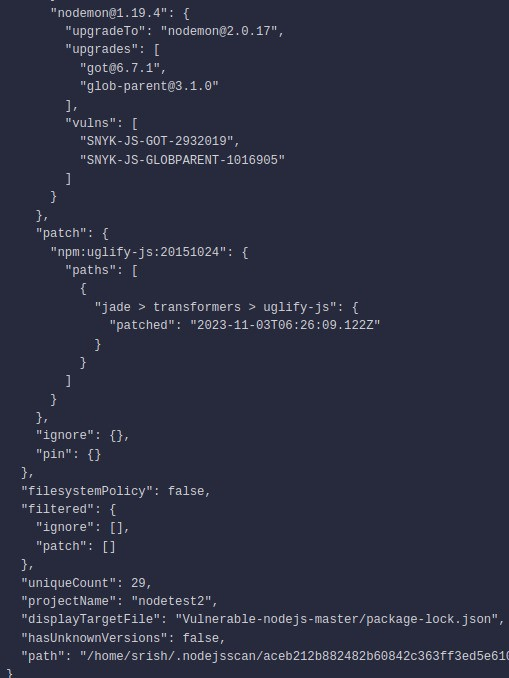 "nodemon@1.19.4": {
"upgradeTo": "nodemon@2.0.17",
"upgrades": [
"got@6.7.1",
"glob-parent@3.1.0"
],
"vulns": [
"SNYK-JS-GOT-2932019",
"SNYK-JS-GLOBPARENT-1016905"
]
}
},
"patch": {
"npm:uglify-js:20151024": {
"paths": [
{
"jade > transformers > uglify-js": {
"patched": "2023-11-03T06:26:09.122Z"
}
}
]
}
},
"ignore": {},
"pin": {}
},
"filesystemPolicy": false,
"filtered": {
"ignore": [],
"patch": []
},
"uniqueCount": 29,
"projectName": "nodetest2",
"displayTargetFile": "Vulnerable-nodejs-master/package-lock.json",
"hasUnknownVersions": false,
"path": "/home/srish/.nodejsscan/aceb212b882482b60842c363ff3ed5e610
}